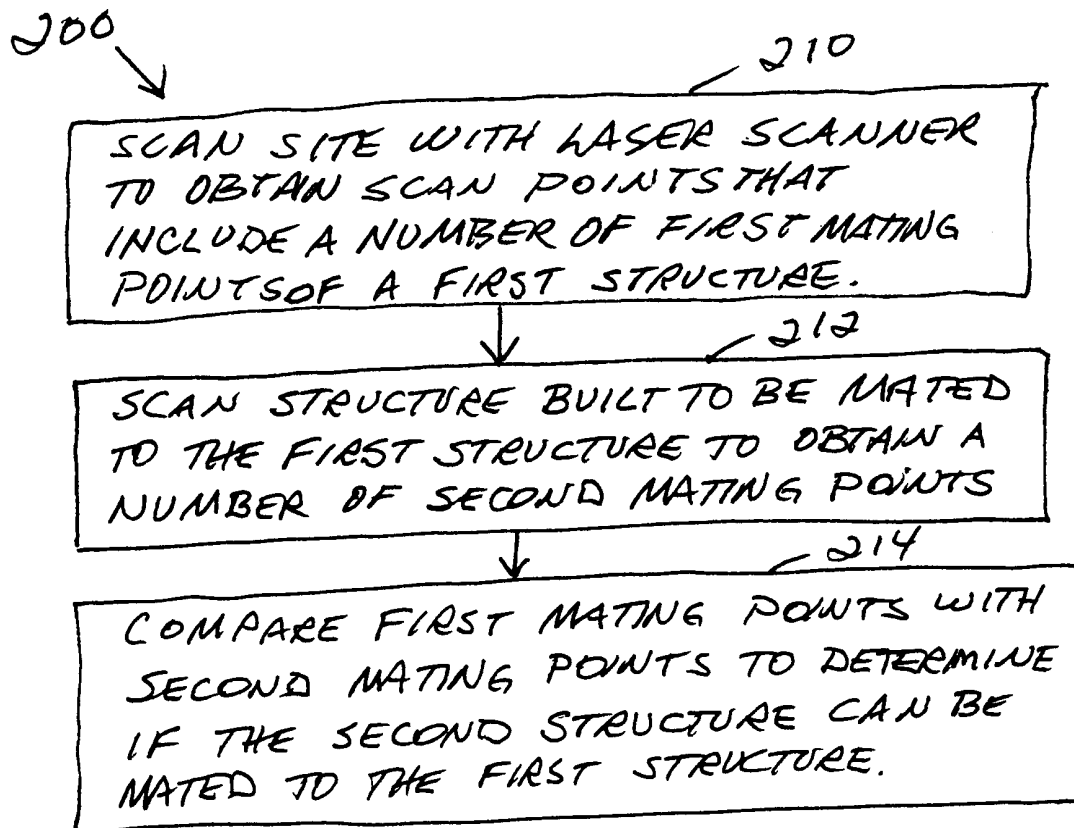 200
210
SCAN SITE WITH LASER SCANNER
TO OBTAIN SCAN POINTS THAT
INCLUDE A NUMBER OF FIRST MATING
POINTS OF A FIRST STRUCTURE.
212
SCAN STRUCTURE BUILT TO BE MATED
TO THE FIRST STRUCTURE TO OBTAIN A
NUMBER OF SECOND MATING POINTS
214
COMPARE FIRST MATING POINTS WITH
SECOND MATING POINTS TO DETERMINE
IF THE SECOND STRUCTURE CAN BE
MATED TO THE FIRST STRUCTURE.